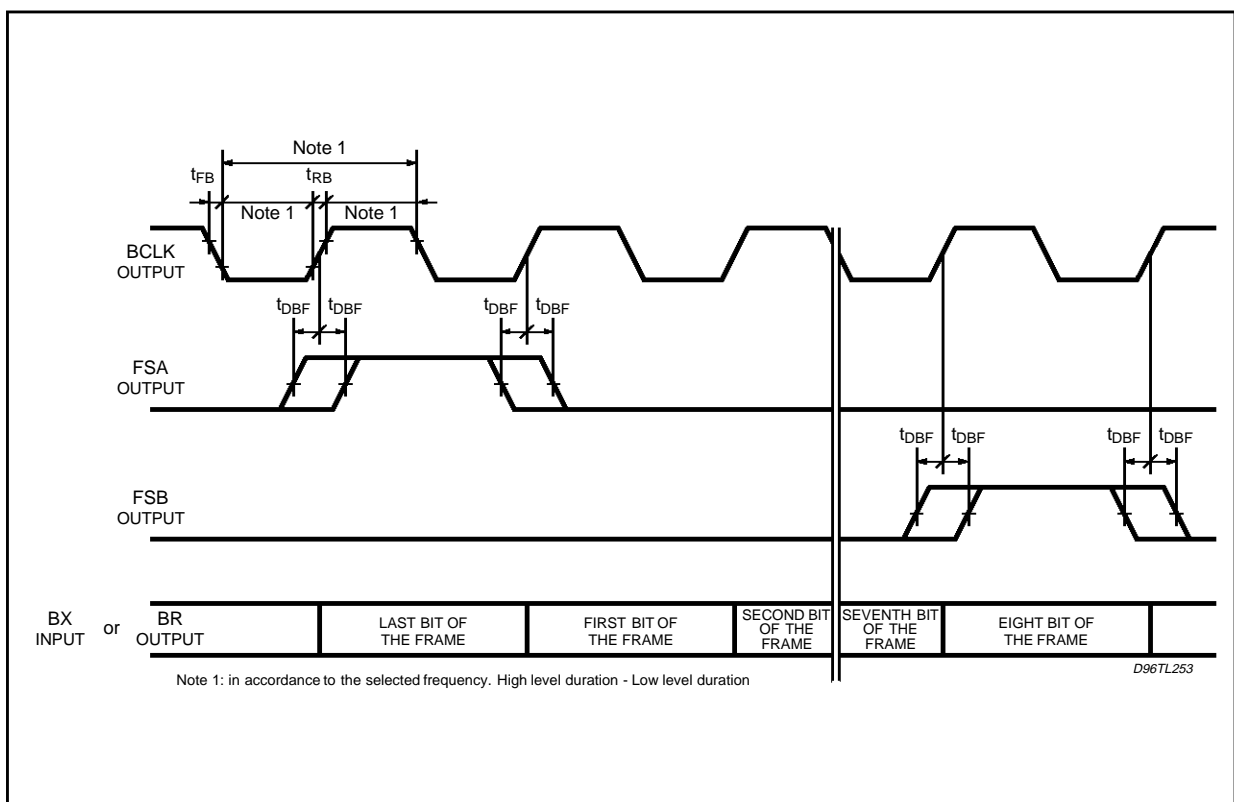 Note 1
tFB
tRB
Note 1
Note 1
BCLK
OUTPUT
tDBF
tDBF
tDBF
tDBF
FSA
OUTPUT
tDBF
tDBF
tDBF
tDBF
FSB
OUTPUT
BX
INPUT
or
BR
OUTPUT
LAST BIT OF
THE FRAME
FIRST BIT OF
THE FRAME
SECOND BIT
OF THE
FRAME
SEVENTH BIT
OF THE
FRAME
EIGHT BIT OF
THE FRAME
D96TL253
Note 1: in accordance to the selected frequency. High level duration - Low level duration